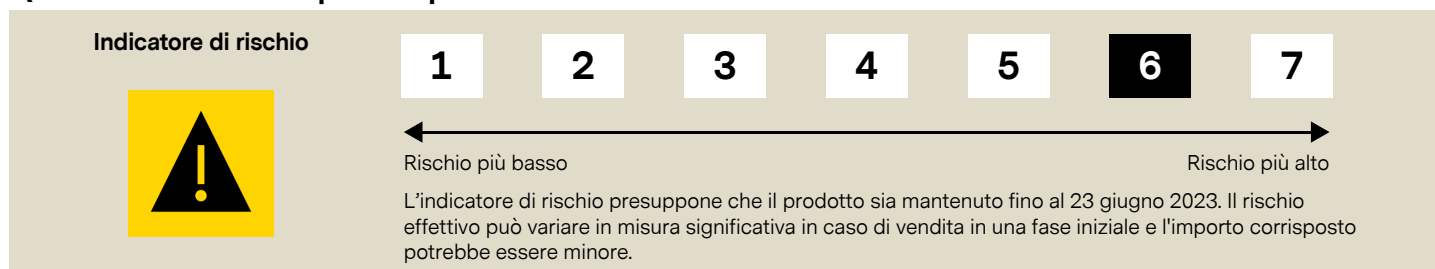 Indicatore di rischio
1 2 3 4 5 6 7
Rischio più basso Rischio più alto
L'indicatore di rischio presuppone che il prodotto sia mantenuto fino al 23 giugno 2023. Il rischio
effettivo può variare in misura significativa in caso di vendita in una fase iniziale e l'importo corrisposto
potrebbe essere minore.